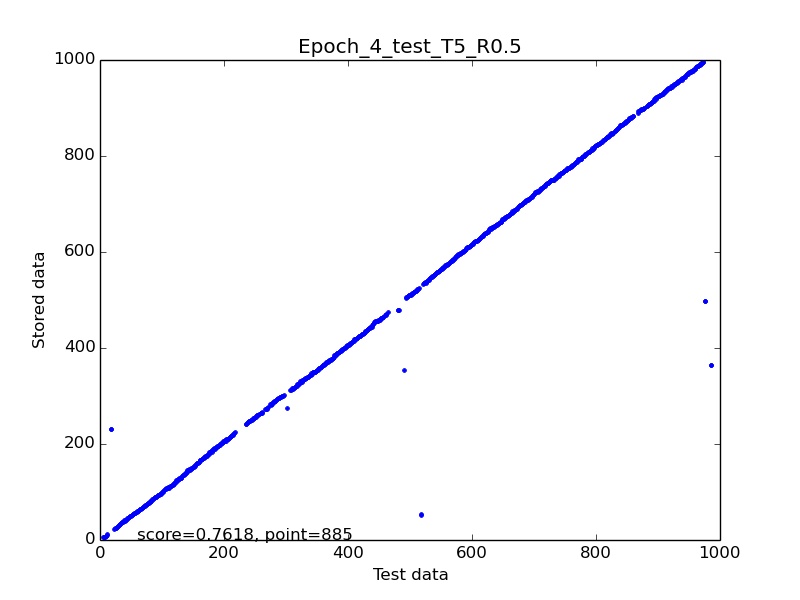 Epoch_4_test_T5_R0.5
1000
800
600
400
200
0
Stored data
score=0.7618, point=885
0 200 400 600 800 1000
Test data